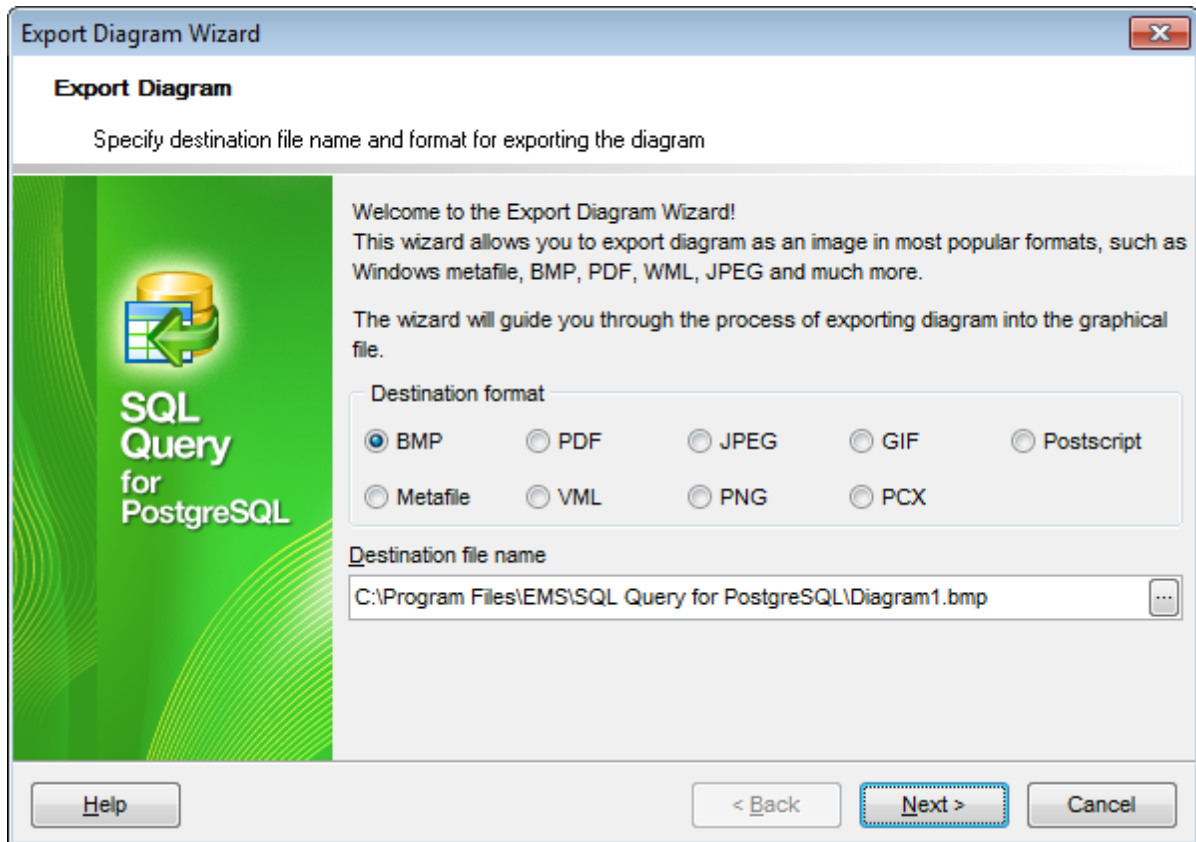 Export Diagram Wizard
Export Diagram
Specify destination file name and format for exporting the diagram
SQL
Query
for
PostgreSQL
Welcome to the Export Diagram Wizard!
This wizard allows you to export diagram as an image in most popular formats, such as
Windows metafile, BMP, PDF, WML, JPEG and much more.
The wizard will guide you through the process of exporting diagram into the graphical
file.
Destination format
BMP PDF JPEG GIF Postscript
Metafile VML PNG PCX
Destination file name
C:\Program Files\EMS\SQL Query for PostgreSQL\Diagram1.bmp ...
Help < Back Next > Cancel